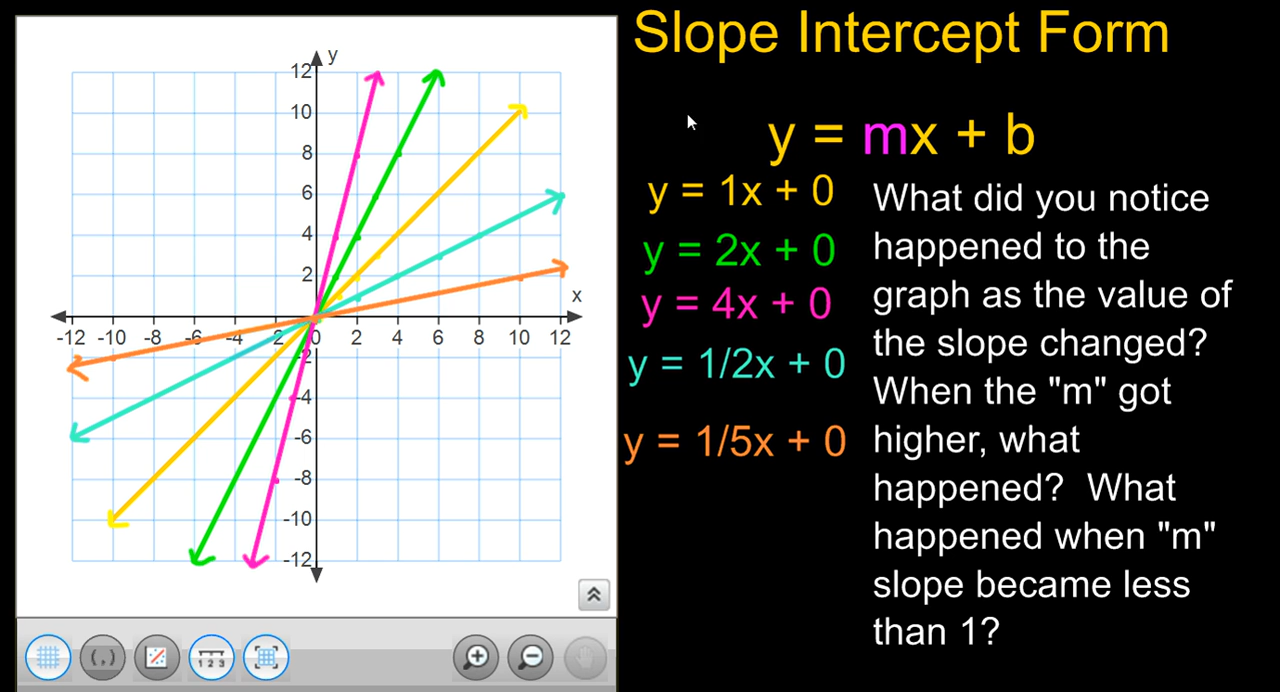 Slope Intercept Form
y = mx + b
y = 1x + 0
y = 2x + 0
y = 4x + 0
y = 1/2x + 0
y = 1/5x + 0
What did you notice
happened to the
graph as the value of
the slope changed?
When the "m" got
higher, what
happened? What
happened when "m"
slope became less
than 1?
y
12
10
8
6
4
2
x
-12 -10 -8 -6 2 0 2 4 6 8 10 12
-2
-4
-6
-8
-10
-12
( , )
1 2 3